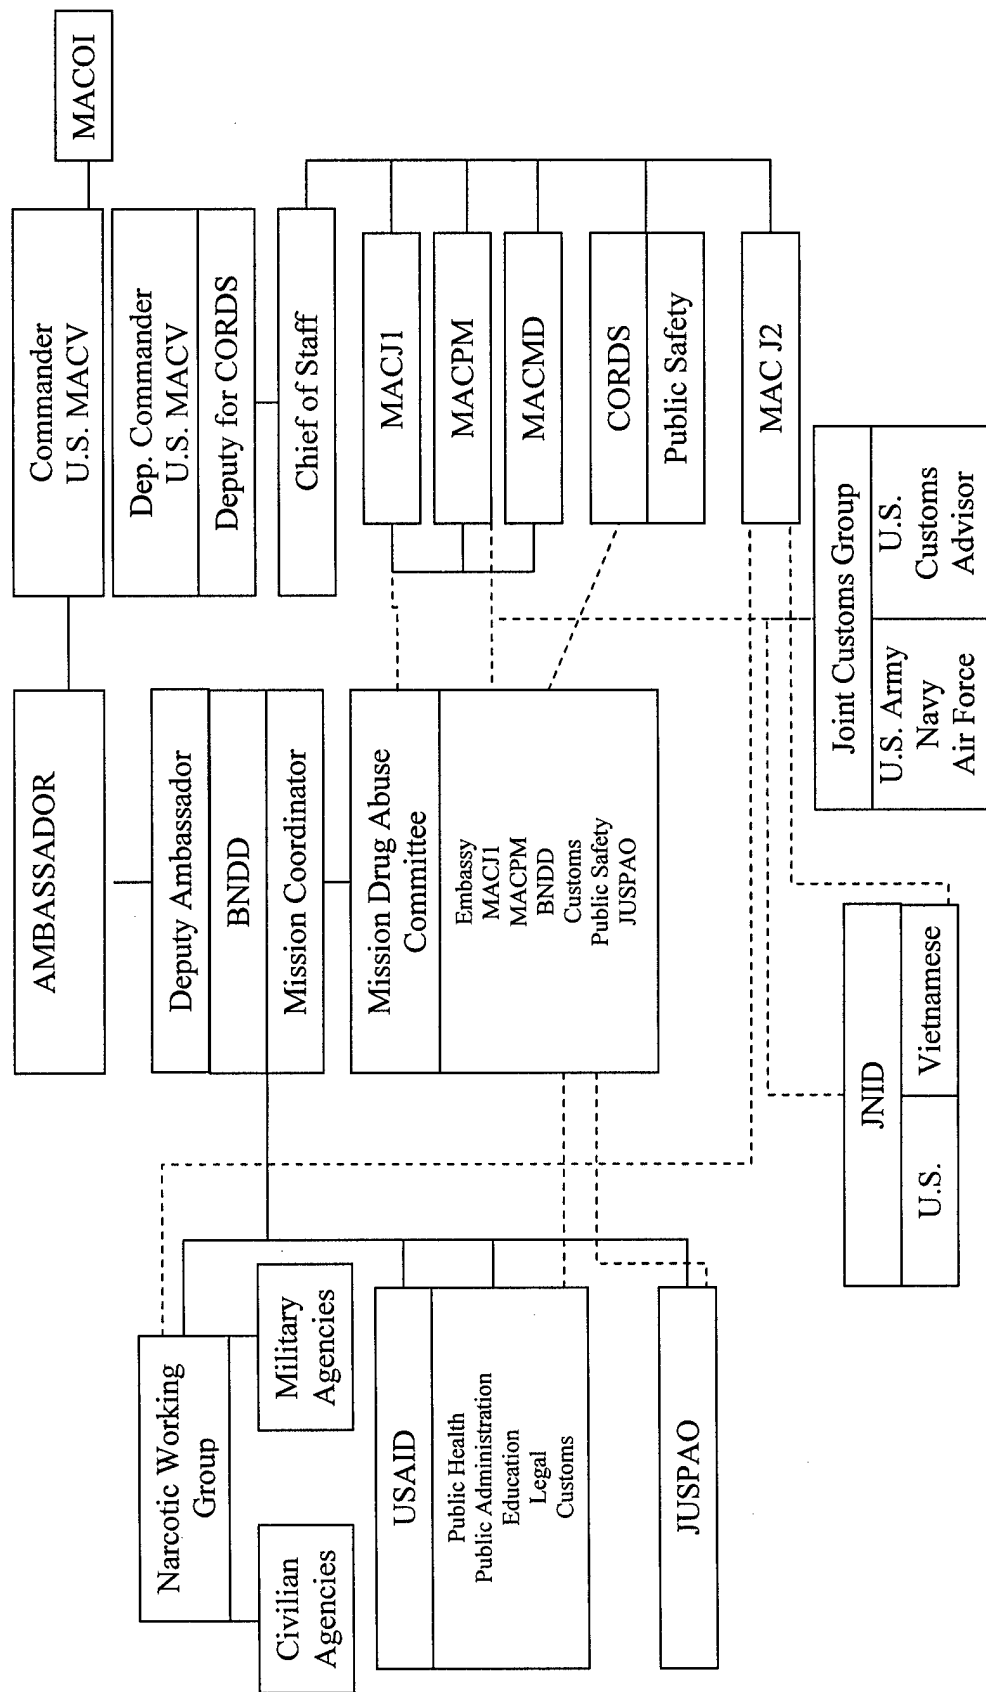 AMBASSADOR
Commander
U.S. MACV
MACOI
Deputy Ambassador
BNDD
Mission Coordinator
Dep. Commander
U.S. MACV
Deputy for CORDS
Chief of Staff
Narcotic Working
Group
Civilian
Agencies
Military
Agencies
Mission Drug Abuse
Committee
Embassy
MACJ1
MACPM
BNDD
Customs
Public Safety
JUSPAO
MACJ1
MACPM
MACMD
CORDS
Public Safety
MAC J2
USAID
Public Health
Public Administration
Education
Legal
Customs
JUSPAO
JNID
U.S.
Vietnamese
Joint Customs Group
U.S. Army
Navy
Air Force
U.S.
Customs
Advisor